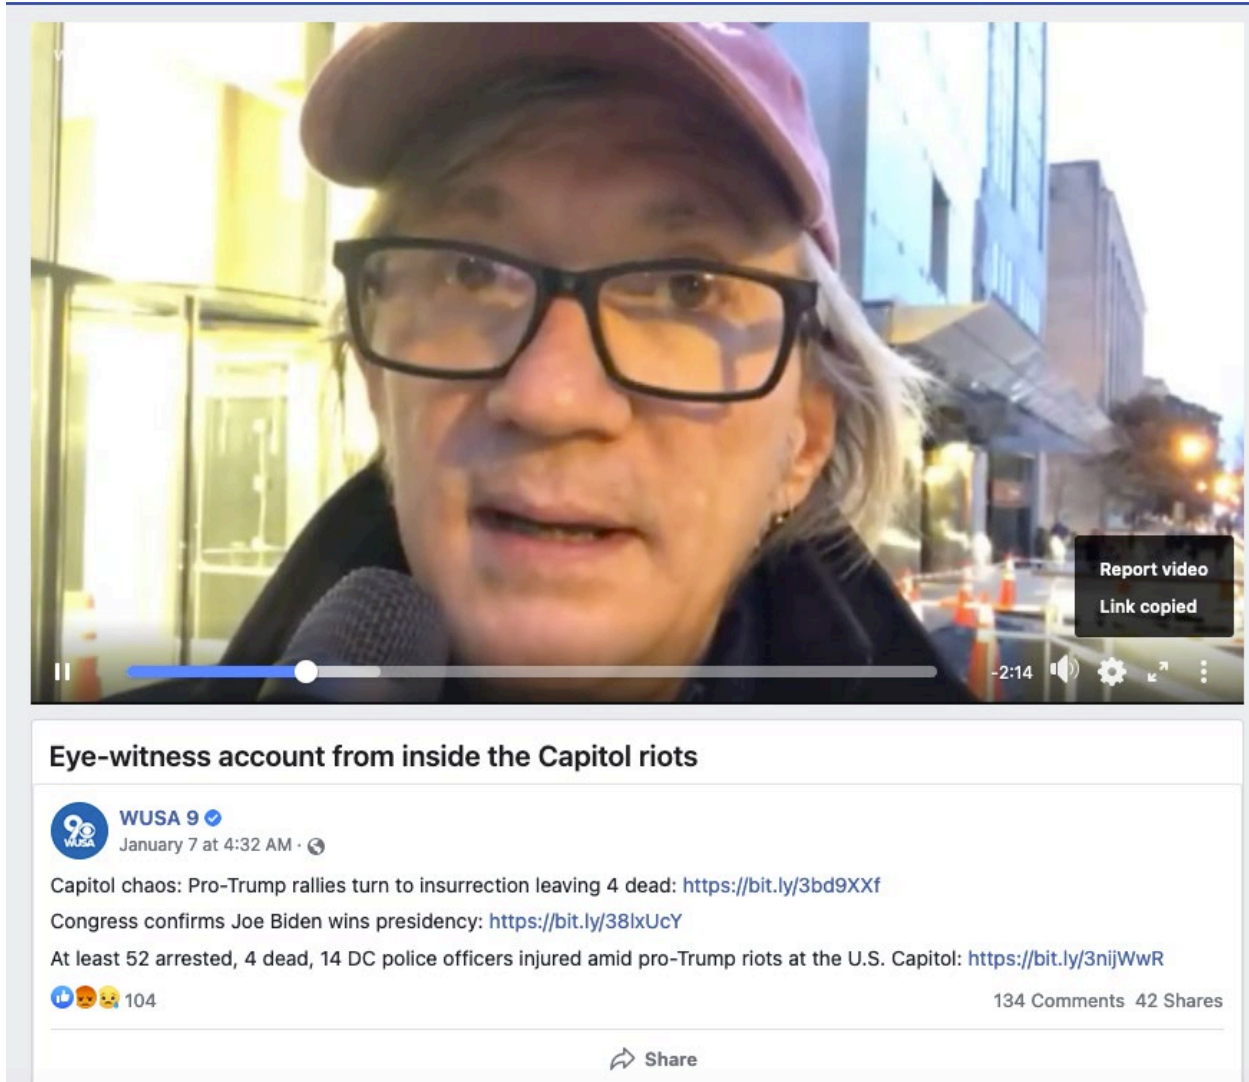 Report video
Link copied
-2:14
Eye-witness account from inside the Capitol riots
9
WUSA
WUSA 9
January 7 at 4:32 AM ·
Capitol chaos: Pro-Trump rallies turn to insurrection leaving 4 dead: https://bit.ly/3bd9XXf
Congress confirms Joe Biden wins presidency: https://bit.ly/38lxUcY
At least 52 arrested, 4 dead, 14 DC police officers injured amid pro-Trump riots at the U.S. Capitol: https://bit.ly/3nijWwR
104
134 Comments 42 Shares
Share